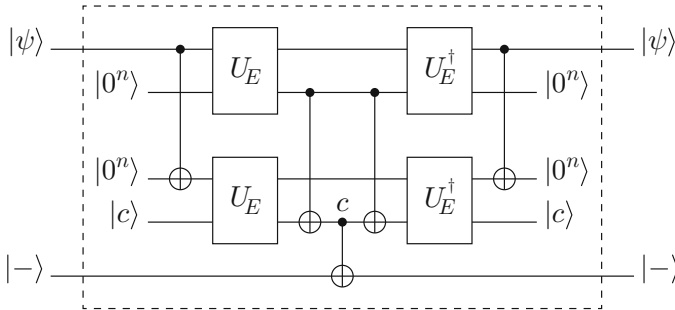 |ψ⟩ U_E U_E^† |ψ⟩
|0^n⟩ |0^n⟩
|0^n⟩ U_E U_E^† |0^n⟩
|c⟩ c |c⟩
|−⟩ |−⟩